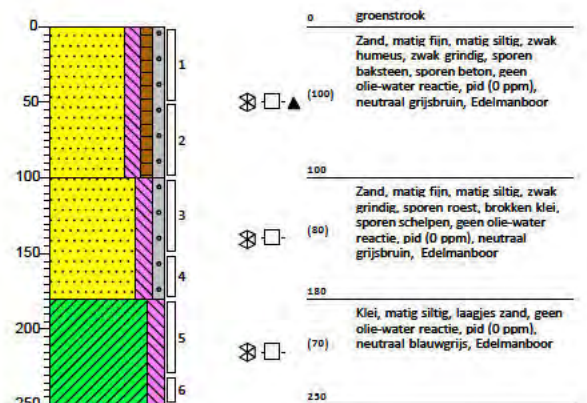 0 0 groenstrook
Zand, matig fijn, matig siltig, zwak
humeus, zwak grindig, sporen
1 baksteen, sporen beton, geen
50 (100) olie-water reactie, pid (0 ppm),
neutraal grijsbruin, Edelmanboor
2
100 100
Zand, matig fijn, matig siltig, zwak
3 grindig, sporen roest, brokken klei,
sporen schelpen, geen olie-water
(80) reactie, pid (0 ppm), neutraal
150 grijsbruin, Edelmanboor
4
180
Klei, matig siltig, laagjes zand, geen
200 5 olie-water reactie, pid (0 ppm),
(70) neutraal blauwgrijs, Edelmanboor
6
250 250